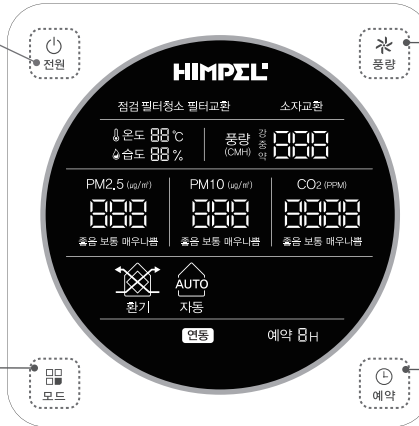 전원
풍량
HIMPEL
점검 필터청소 필터교환 소자교환
온도 88 ℃
습도 88 %
풍량 (CMH) 강 중 약 888
PM2.5 (㎍/㎥) PM10 (㎍/㎥) CO2 (PPM)
888 888 8888
좋음 보통 매우나쁨 좋음 보통 매우나쁨 좋음 보통 매우나쁨
AUTO
환기 자동
연동 예약 8H
모드
예약